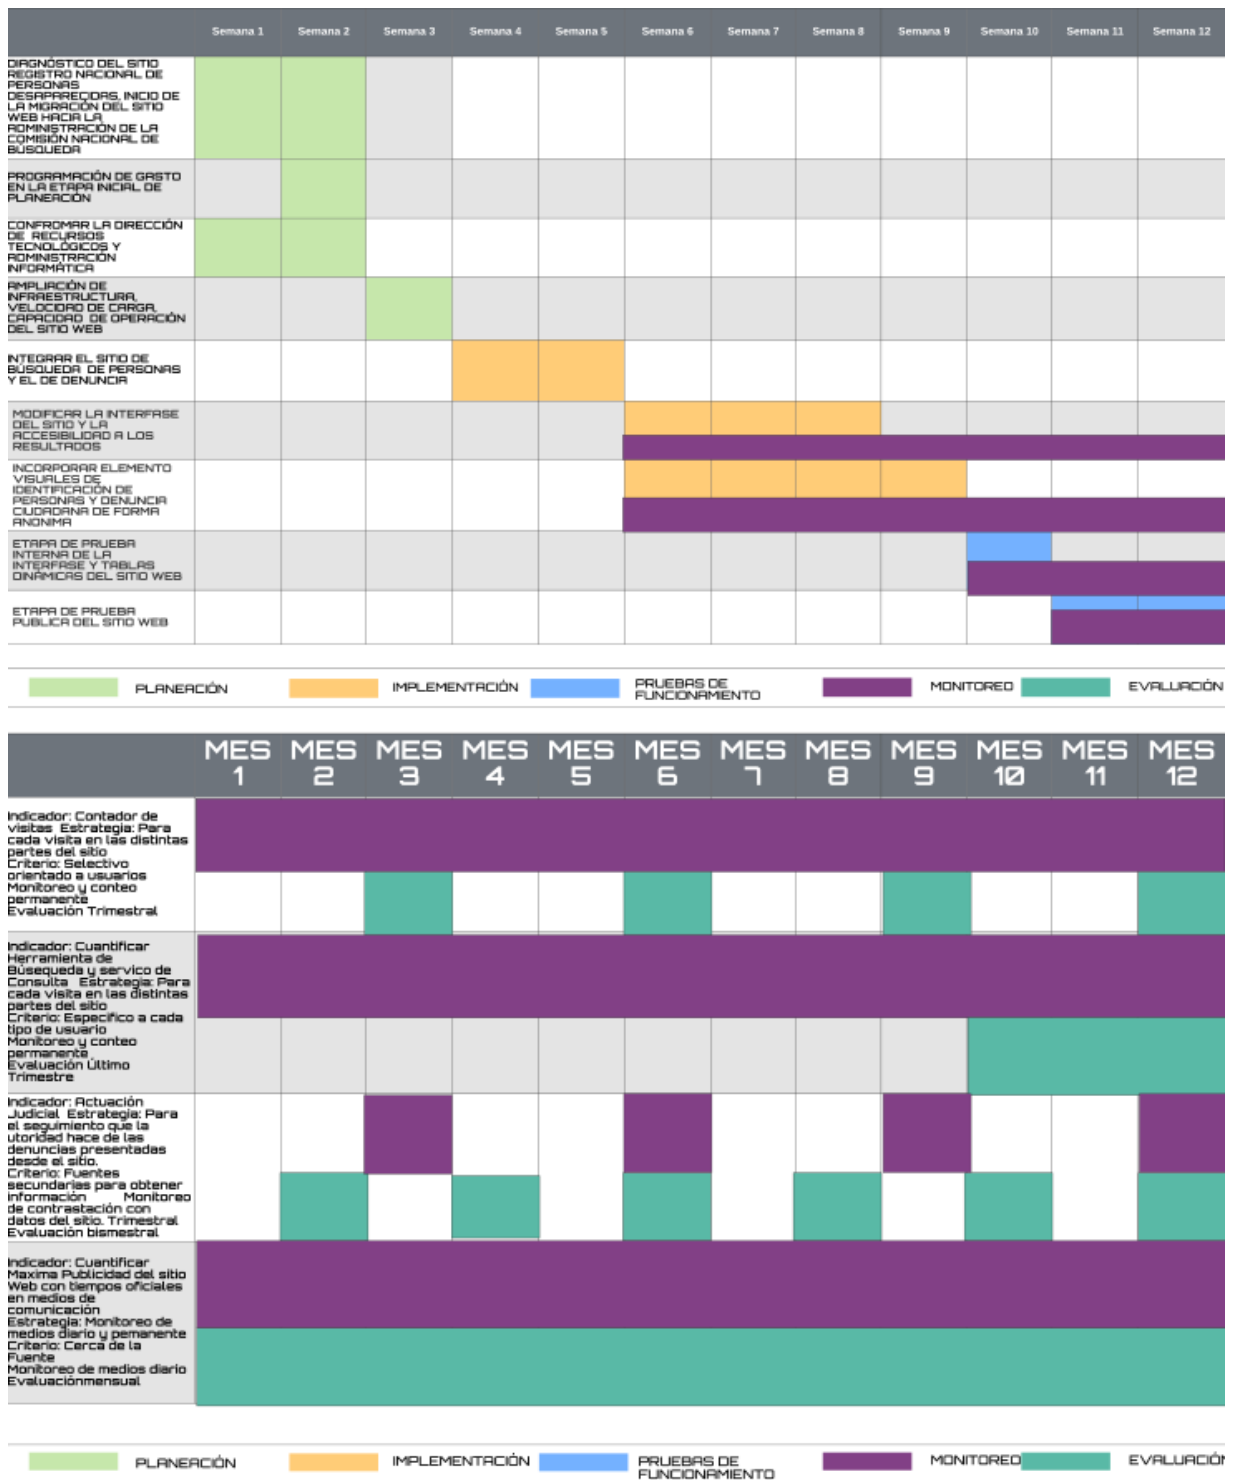 Semana 1 Semana 2 Semana 3 Semana 4 Semana 5 Semana 6 Semana 7 Semana 8 Semana 9 Semana 10 Semana 11 Semana 12
DIAGNÓSTICO DEL SITIO
REGISTRO NACIONAL DE
PERSONAS
DESAPARECIDAS, INICIO DE
LA MIGRACIÓN DEL SITIO
WEB HACIA LA
ADMINISTRACIÓN DE LA
COMISIÓN NACIONAL DE
BÚSQUEDA
PROGRAMACIÓN DE GASTO
EN LA ETAPA INICIAL DE
PLANEACIÓN
CONFROMAR LA DIRECCIÓN
DE RECURSOS
TECNOLÓGICOS Y
ADMINISTRACIÓN
INFORMÁTICA
AMPLIACIÓN DE
INFRAESTRUCTURA,
VELOCIDAD DE CARGA,
CAPACIDAD DE OPERACIÓN
DEL SITIO WEB
INTEGRAR EL SITIO DE
BÚSQUEDA DE PERSONAS
Y EL DE DENUNCIA
MODIFICAR LA INTERFASE
DEL SITIO Y LA
ACCESIBILIDAD A LOS
RESULTADOS
INCORPORAR ELEMENTO
VISUALES DE
IDENTIFICACIÓN DE
PERSONAS Y DENUNCIA
CIUDADANA DE FORMA
ANONIMA
ETAPA DE PRUEBA
INTERNA DE LA
INTERFASE Y TABLAS
DINÁMICAS DEL SITIO WEB
ETAPA DE PRUEBA
PUBLICA DEL SITIO WEB
PLANEACIÓN IMPLEMENTACIÓN PRUEBAS DE MONITOREO EVALUACIÓN
FUNCIONAMIENTO
MES MES MES MES MES MES MES MES MES MES MES MES
1 2 3 4 5 6 7 8 9 10 11 12
Indicador: Contador de
visitas Estrategia: Para
cada visita en las distintas
partes del sitio
Criterio: Selectivo
orientado a usuarios
Monitoreo y conteo
permanente
Evaluación Trimestral
Indicador: Cuantificar
Herramienta de
Búsequeda y servico de
Consulta Estrategia: Para
cada visita en las distintas
partes del sitio
Criterio: Especifico a cada
tipo de usuario
Monitoreo y conteo
permanente
Evaluación Último
Trimestre
Indicador: Actuación
Judicial Estrategia: Para
el seguimiento que la
utoridad hace de las
denuncias presentadas
desde el sitio.
Criterio: Fuentes
secundarias para obtener
información Monitoreo
de contrastación con
datos del sitio. Trimestral
Evaluación bismestral
Indicador: Cuantificar
Maxima Publicidad del sitio
Web con tiempos oficiales
en medios de
comunicación
Estrategia: Monitoreo de
medios diario y pemanente
Criterio: Cerca de la
Fuente
Monitoreo de medios diario
Evaluaciónmensual
PLANEACIÓN IMPLEMENTACIÓN PRUEBAS DE MONITOREO EVALUACIÓN
FUNCIONAMIENTO